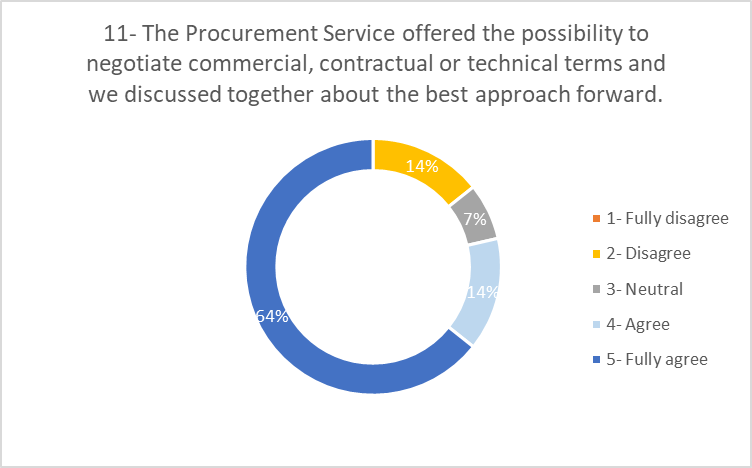 11- The Procurement Service offered the possibility to
negotiate commercial, contractual or technical terms and
we discussed together about the best approach forward.
14%
7%
14%
64%
1- Fully disagree
2- Disagree
3- Neutral
4- Agree
5- Fully agree